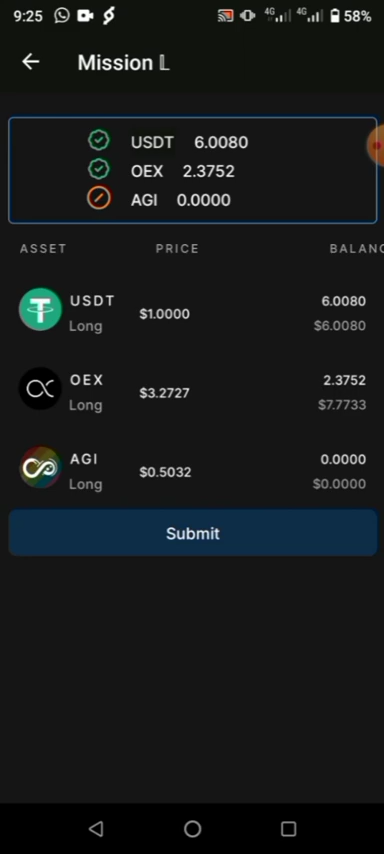 9:25 4G 4G 58%
Mission 𝕃
USDT 6.0080
OEX 2.3752
AGI 0.0000
ASSET PRICE BALANC
USDT 6.0080
Long $1.0000 $6.0080
OEX 2.3752
Long $3.2727 $7.7733
AGI 0.0000
Long $0.5032 $0.0000
Submit